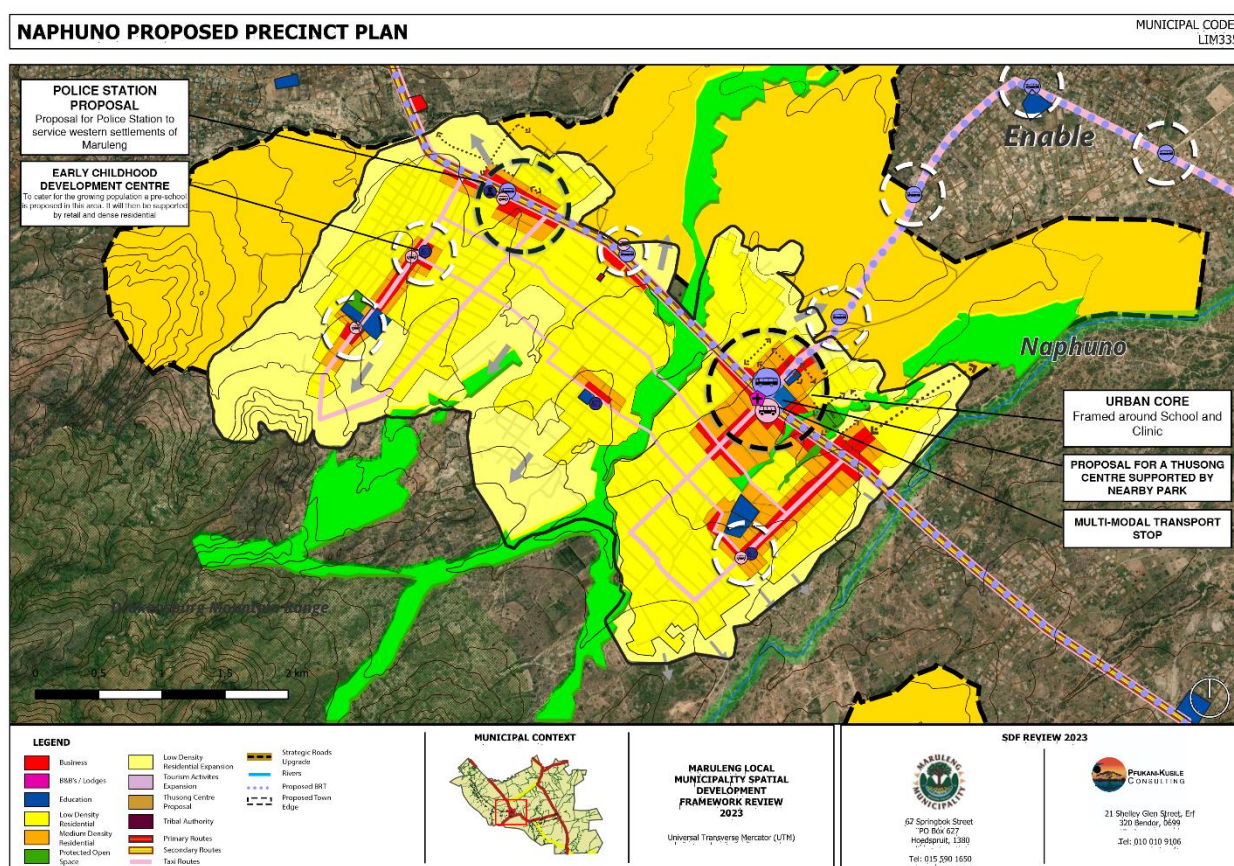 NAPHUNO PROPOSED PRECINCT PLAN
MUNICIPAL CODE
LIM335
POLICE STATION
PROPOSAL
Proposal for Police Station to
service western settlements of
Maruleng
EARLY CHILDHOOD
DEVELOPMENT CENTRE
To cater for the growing population a pre-school
is proposed in this area. It will then be supported
by retail and dense residential
Enable
Naphuno
URBAN CORE
Framed around School and
Clinic
PROPOSAL FOR A THUSONG
CENTRE SUPPORTED BY
NEARBY PARK
MULTI-MODAL TRANSPORT
STOP
Mountain Range
0 0,5 1 1,5 2 km
LEGEND
Business
B&B's / Lodges
Education
Low Density
Residential
Medium Density
Residential
Protected Open
Space
Low Density
Residential Expansion
Tourism Activites
Expansion
Thusong Centre
Proposal
Tribal Authority
Primary Routes
Secondary Routes
Taxi Routes
Strategic Roads
Upgrade
Rivers
Proposed BRT
Proposed Town
Edge
MUNICIPAL CONTEXT
MARULENG LOCAL
MUNICIPALITY SPATIAL
DEVELOPMENT
FRAMEWORK REVIEW
2023
Universal Transverse Mercator (UTM)
SDF REVIEW 2023
MARULENG
MUNICIPALITY
67 Springbok Street
PO Box 627
Hoedspruit, 1380
Tel: 015 590 1650
PFUKANI-KUSILE
CONSULTING
21 Shelley Glen Street, Erf
320 Bendor, 0699
Tel: 010 010 9106